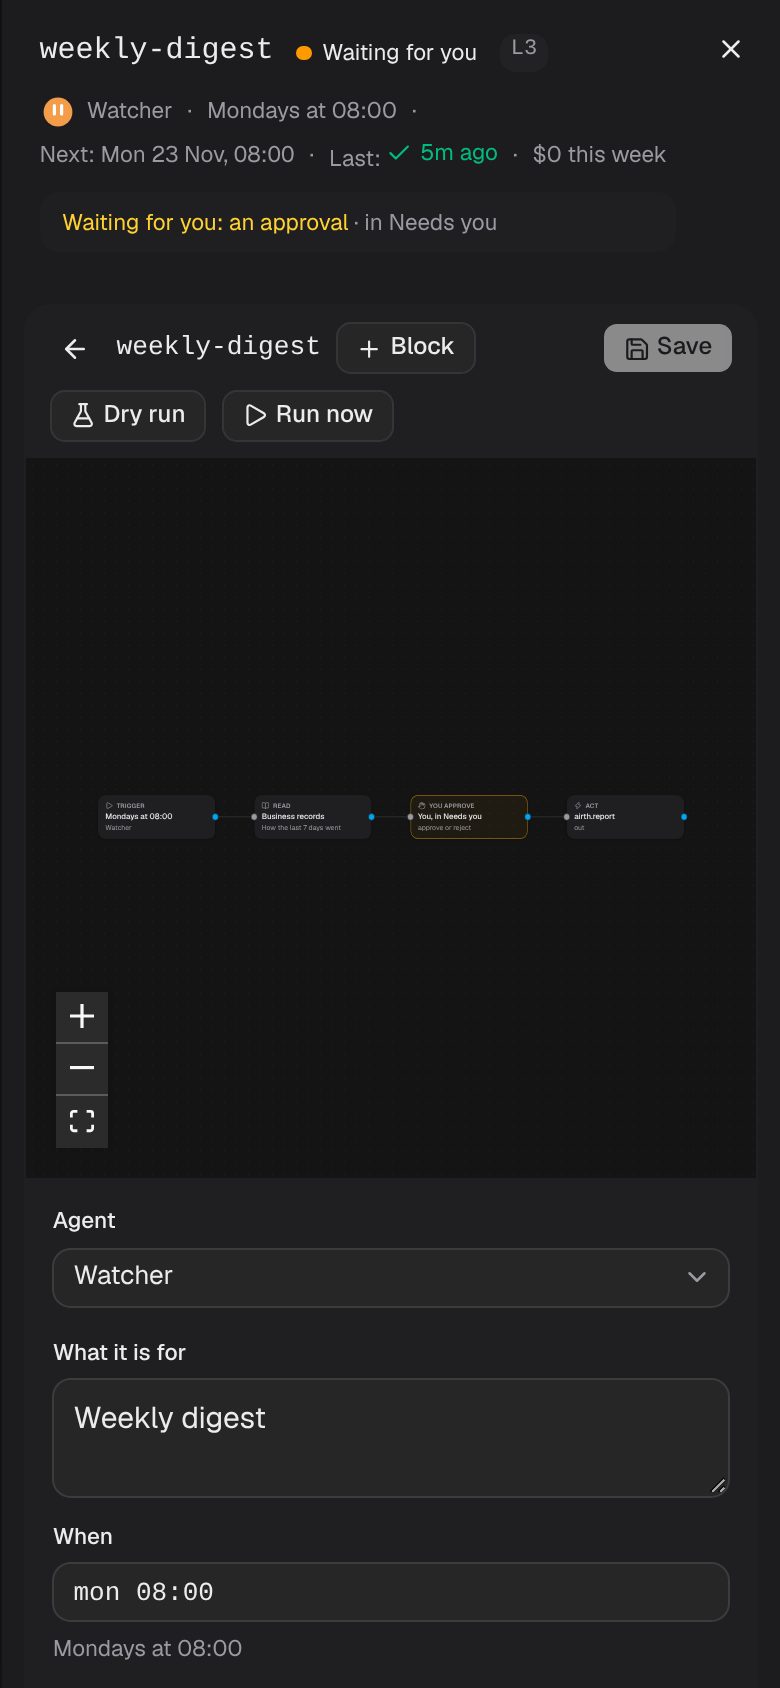 weekly-digest Waiting for you L3
Watcher · Mondays at 08:00 ·
Next: Mon 23 Nov, 08:00 · Last: 5m ago · $0 this week
Waiting for you: an approval · in Needs you
weekly-digest Block Save
Dry run Run now
TRIGGER
Mondays at 08:00
Watcher
READ
Business records
How the last 7 days went
YOU APPROVE
You, in Needs you
approve or reject
ACT
airth.report
out
Agent
Watcher
What it is for
Weekly digest
When
mon 08:00
Mondays at 08:00